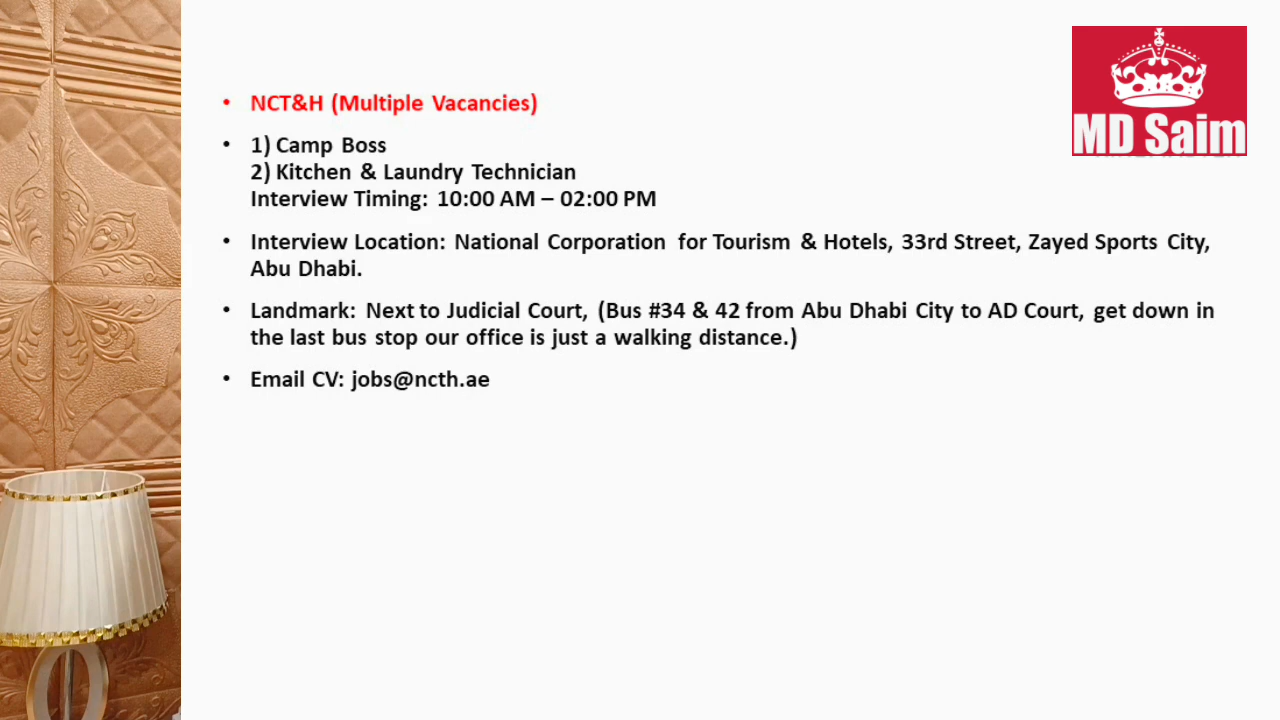 MD Saim
• NCT&H (Multiple Vacancies)
• 1) Camp Boss
2) Kitchen & Laundry Technician
Interview Timing: 10:00 AM – 02:00 PM
• Interview Location: National Corporation for Tourism & Hotels, 33rd Street, Zayed Sports City,
Abu Dhabi.
• Landmark: Next to Judicial Court, (Bus #34 & 42 from Abu Dhabi City to AD Court, get down in
the last bus stop our office is just a walking distance.)
• Email CV: jobs@ncth.ae